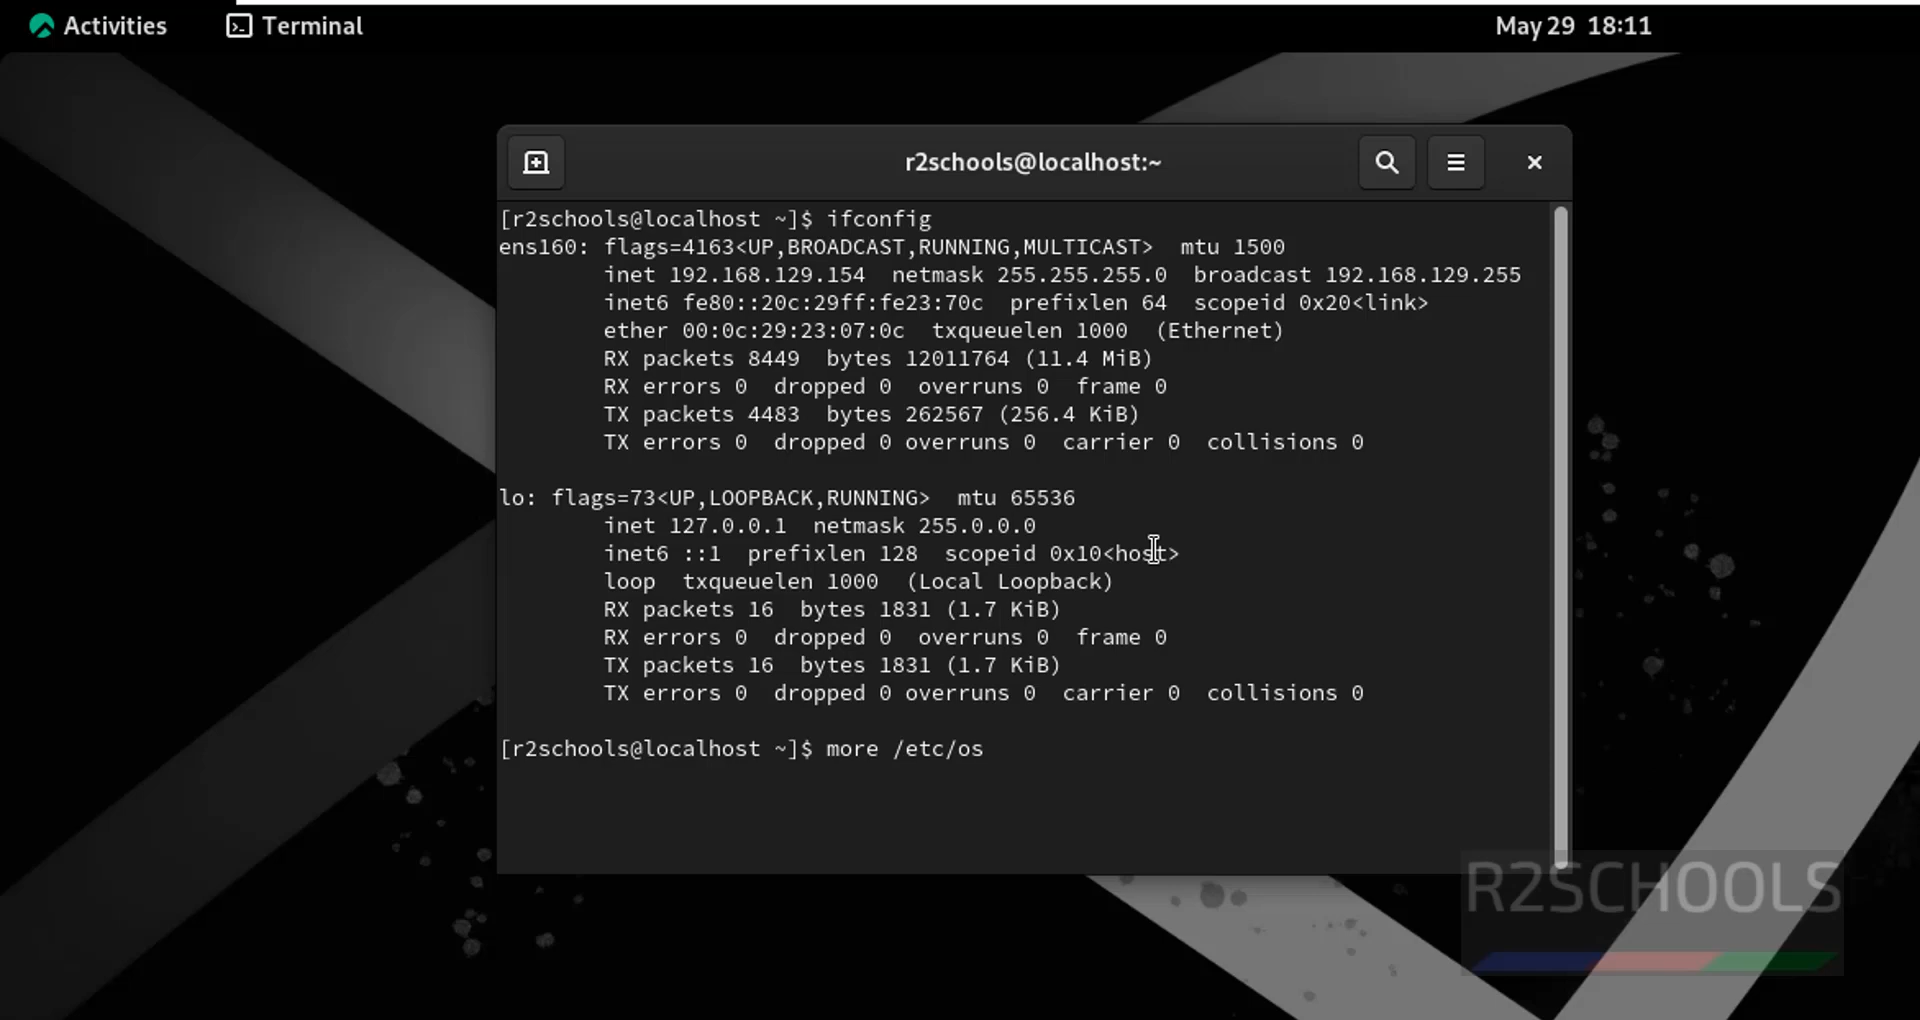 Activities Terminal May 29 18:11
r2schools@localhost:~
[r2schools@localhost ~]$ ifconfig
ens160: flags=4163<UP,BROADCAST,RUNNING,MULTICAST>  mtu 1500
        inet 192.168.129.154  netmask 255.255.255.0  broadcast 192.168.129.255
        inet6 fe80::20c:29ff:fe23:70c  prefixlen 64  scopeid 0x20<link>
        ether 00:0c:29:23:07:0c  txqueuelen 1000  (Ethernet)
        RX packets 8449  bytes 12011764 (11.4 MiB)
        RX errors 0  dropped 0  overruns 0  frame 0
        TX packets 4483  bytes 262567 (256.4 KiB)
        TX errors 0  dropped 0 overruns 0  carrier 0  collisions 0
lo: flags=73<UP,LOOPBACK,RUNNING>  mtu 65536
        inet 127.0.0.1  netmask 255.0.0.0
        inet6 ::1  prefixlen 128  scopeid 0x10<host>
        loop  txqueuelen 1000  (Local Loopback)
        RX packets 16  bytes 1831 (1.7 KiB)
        RX errors 0  dropped 0  overruns 0  frame 0
        TX packets 16  bytes 1831 (1.7 KiB)
        TX errors 0  dropped 0 overruns 0  carrier 0  collisions 0
[r2schools@localhost ~]$ more /etc/os
R2SCHOOLS